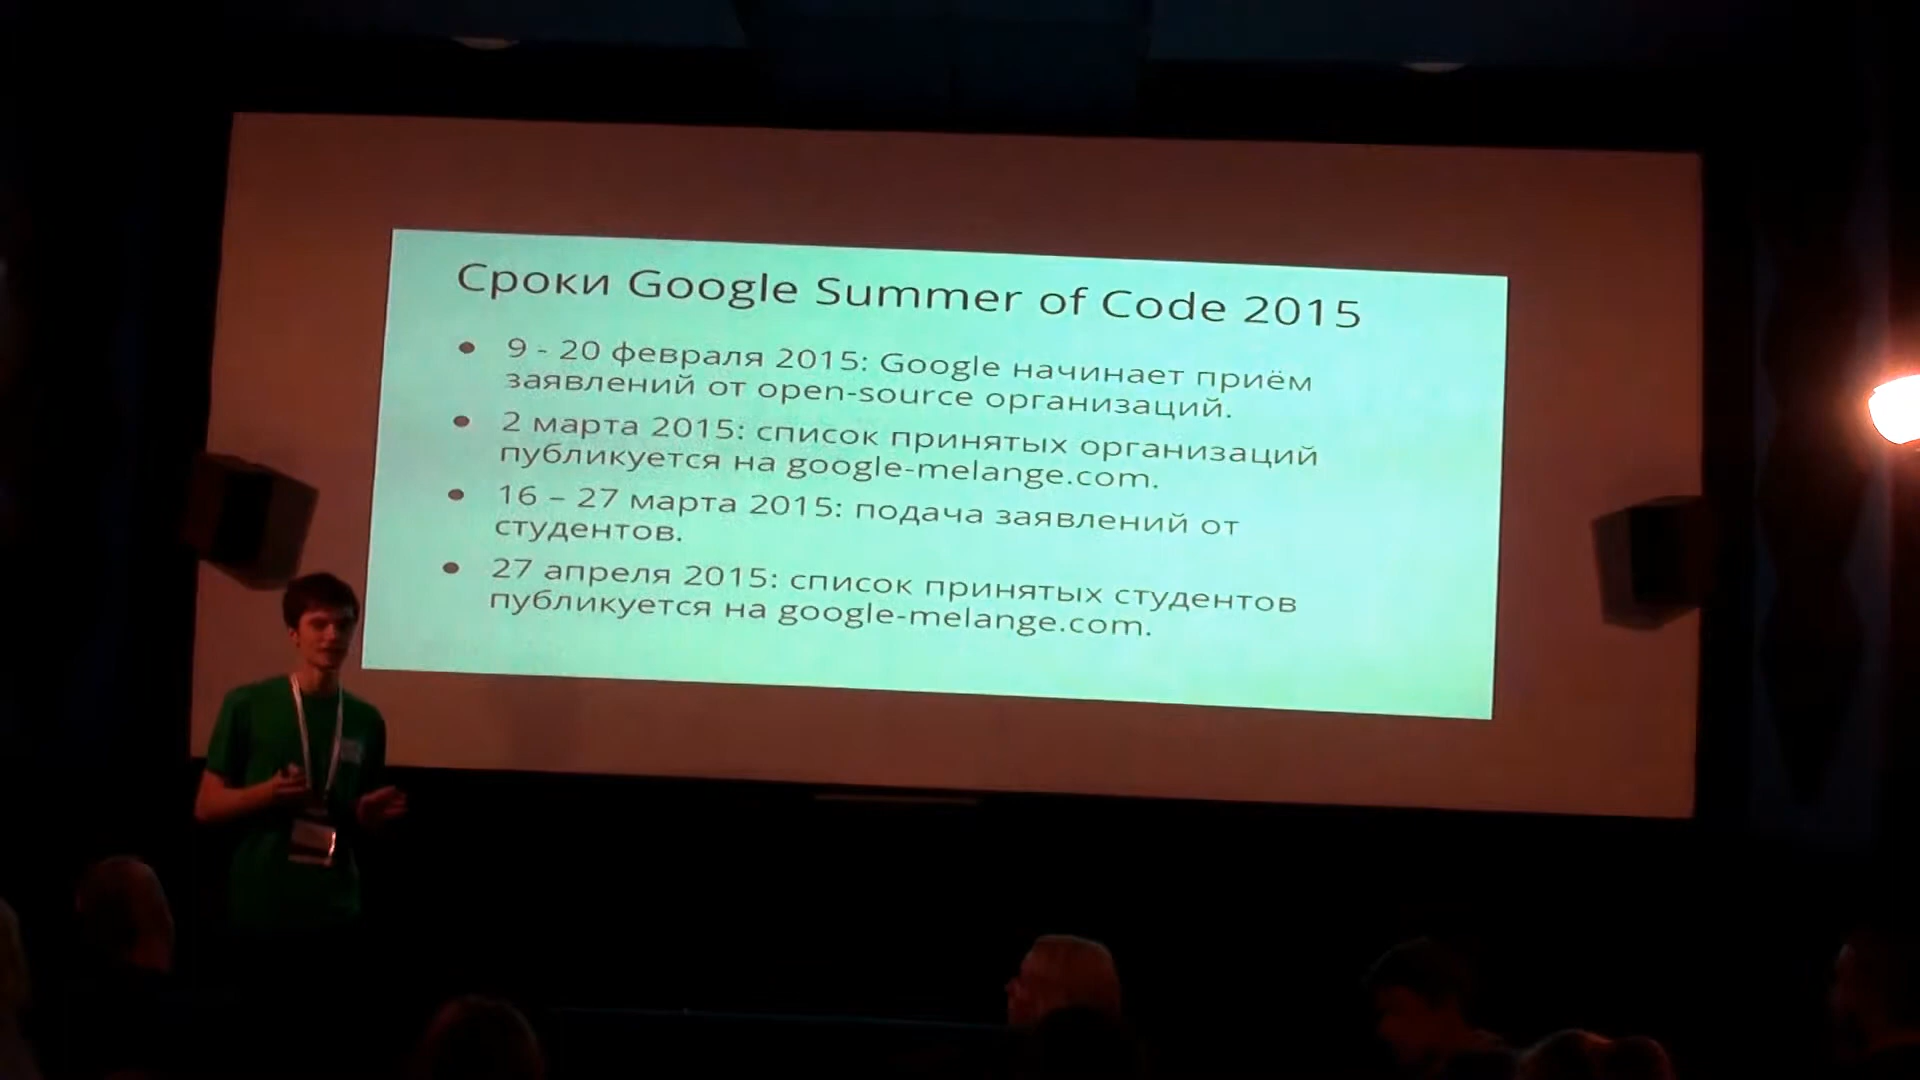 Сроки Google Summer of Code 2015
● 9 - 20 февраля 2015: Google начинает приём
заявлений от open-source организаций.
● 2 марта 2015: список принятых организаций
публикуется на google-melange.com.
● 16 – 27 марта 2015: подача заявлений от
студентов.
● 27 апреля 2015: список принятых студентов
публикуется на google-melange.com.